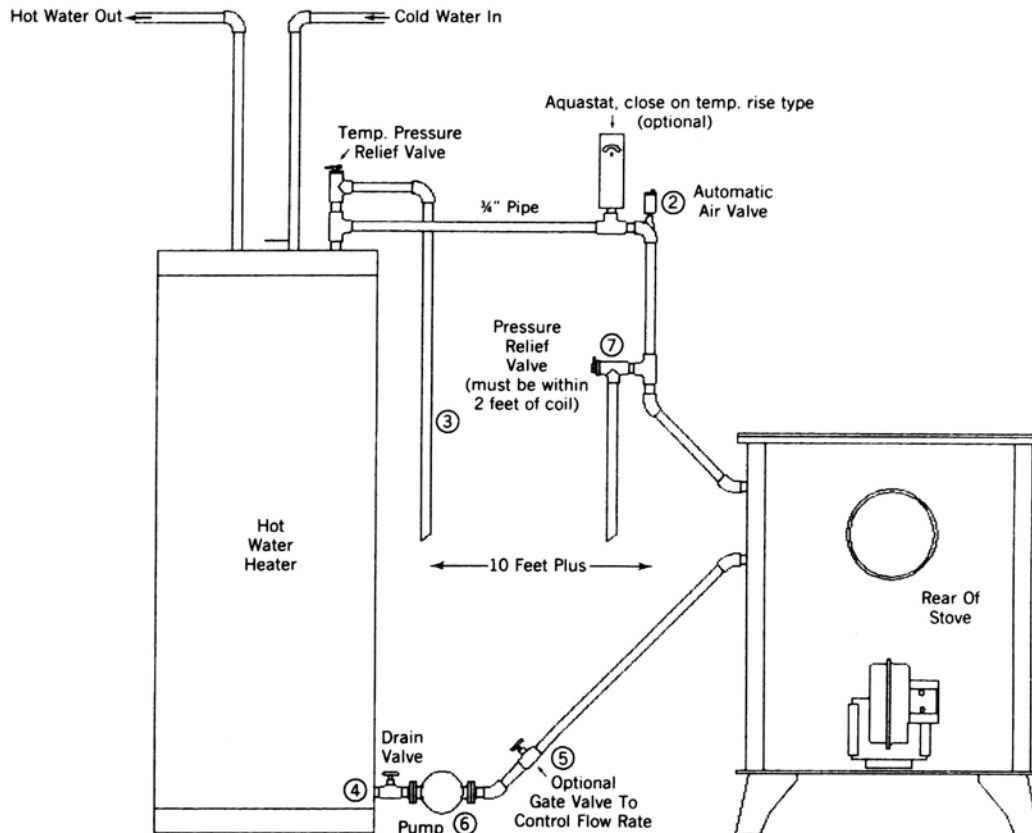 Hot Water Out
Cold Water In
Aquastat, close on temp. rise type
(optional)
Temp. Pressure
Relief Valve
¾" Pipe
② Automatic
Air Valve
Pressure
Relief
Valve
(must be within
2 feet of coil)
⑦
③
Hot
Water
Heater
10 Feet Plus
Rear Of
Stove
Drain
Valve
④
⑤
Optional
Gate Valve To
Control Flow Rate
Pump ⑥